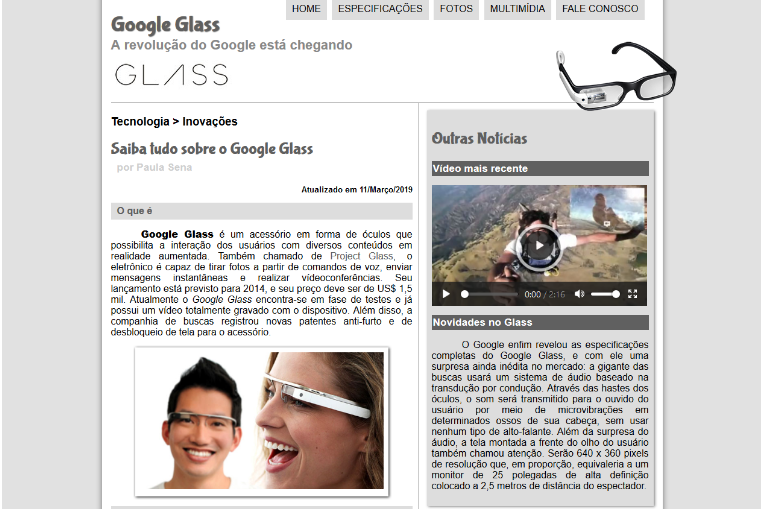 HOME ESPECIFICAÇÕES FOTOS MULTIMÍDIA FALE CONOSCO
Google Glass
A revolução do Google está chegando
GLASS
Tecnologia > Inovações
Saiba tudo sobre o Google Glass
por Paula Sena
Atualizado em 11/Março/2019
O que é
Google Glass é um acessório em forma de óculos que
possibilita a interação dos usuários com diversos conteúdos em
realidade aumentada. Também chamado de Project Glass, o
eletrônico é capaz de tirar fotos a partir de comandos de voz, enviar
mensagens instantâneas e realizar vídeoconferências. Seu
lançamento está previsto para 2014, e seu preço deve ser de US$ 1,5
mil. Atualmente o Google Glass encontra-se em fase de testes e já
possui um vídeo totalmente gravado com o dispositivo. Além disso, a
companhia de buscas registrou novas patentes anti-furto e de
desbloqueio de tela para o acessório.
Outras Notícias
Vídeo mais recente
0:00 / 2:16
Novidades no Glass
O Google enfim revelou as especificações
completas do Google Glass, e com ele uma
surpresa ainda inédita no mercado: a gigante das
buscas usará um sistema de áudio baseado na
transdução por condução. Através das hastes dos
óculos, o som será transmitido para o ouvido do
usuário por meio de microvibrações em
determinados ossos de sua cabeça, sem usar
nenhum tipo de alto-falante. Além da surpresa do
áudio, a tela montada a frente do olho do usuário
também chamou atenção. Serão 640 x 360 pixels
de resolução que, em proporção, equivaleria a um
monitor de 25 polegadas de alta definição
colocado a 2,5 metros de distância do espectador.